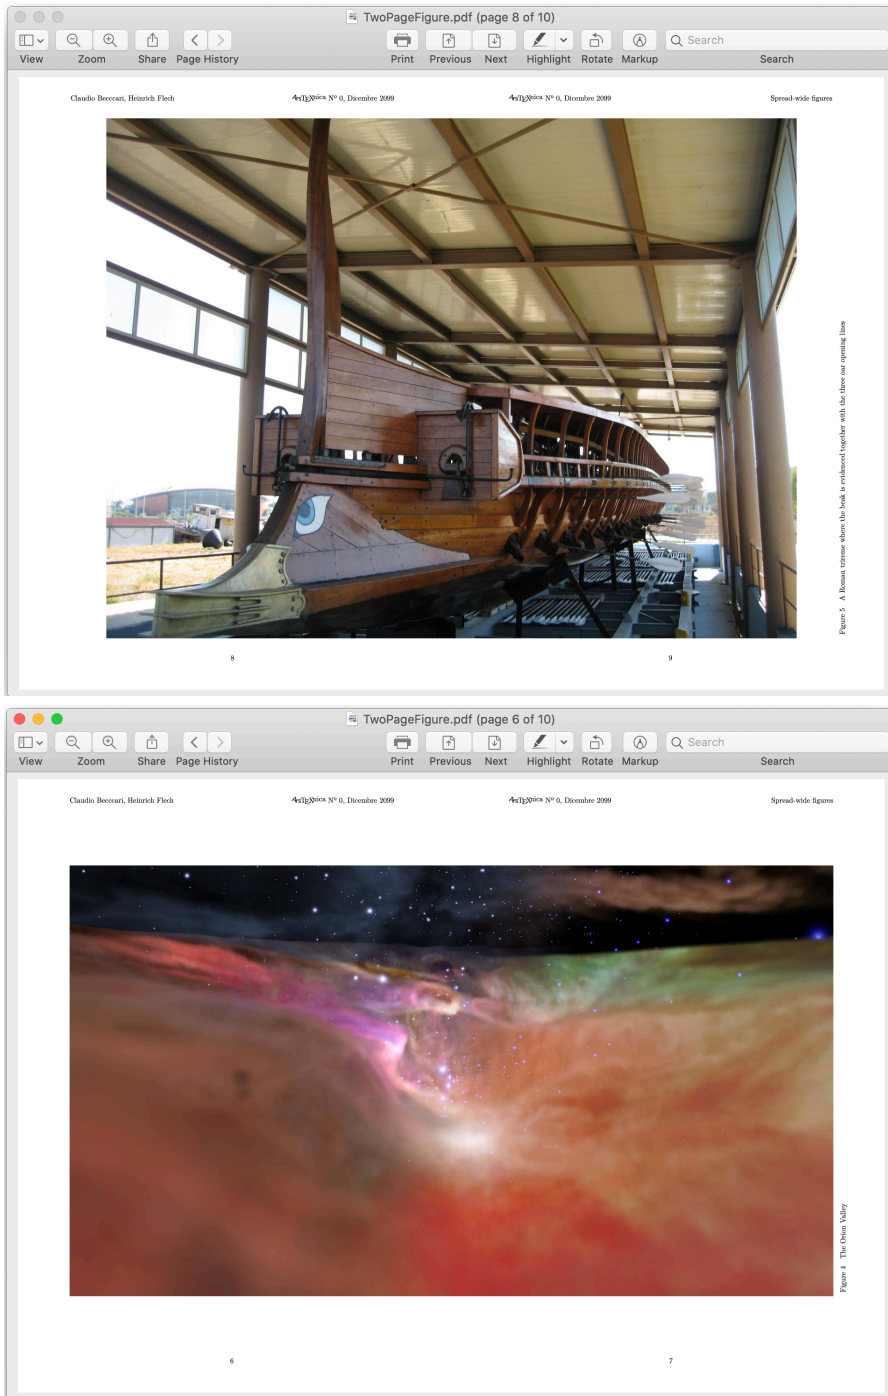 TwoPageFigure.pdf (page 8 of 10)
Search
View Zoom Share Page History Print Previous Next Highlight Rotate Markup Search
Claudio Becccari, Heinrich Flech ArsTEXnica Nº 0, Dicembre 2099 ArsTEXnica Nº 0, Dicembre 2099 Spread-wide figures
Figure 5 A Roman trireme where the beak is evidenced together with the three oar opening lines
8 9
TwoPageFigure.pdf (page 6 of 10)
Search
View Zoom Share Page History Print Previous Next Highlight Rotate Markup Search
Claudio Beccari, Heinrich Flech ArsTEXnica Nº 0, Dicembre 2099 ArsTEXnica Nº 0, Dicembre 2099 Spread-wide figures
Figure 4 The Orion Valley
6 7